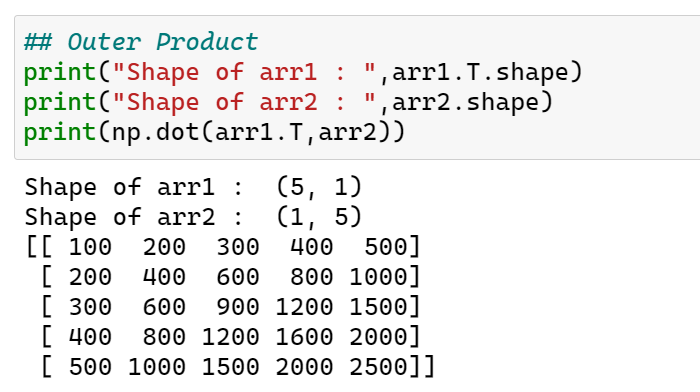 ## Outer Product
print("Shape of arr1 : ",arr1.T.shape)
print("Shape of arr2 : ",arr2.shape)
print(np.dot(arr1.T,arr2))
Shape of arr1 :  (5, 1)
Shape of arr2 :  (1, 5)
[[ 100  200  300  400  500]
 [ 200  400  600  800 1000]
 [ 300  600  900 1200 1500]
 [ 400  800 1200 1600 2000]
 [ 500 1000 1500 2000 2500]]